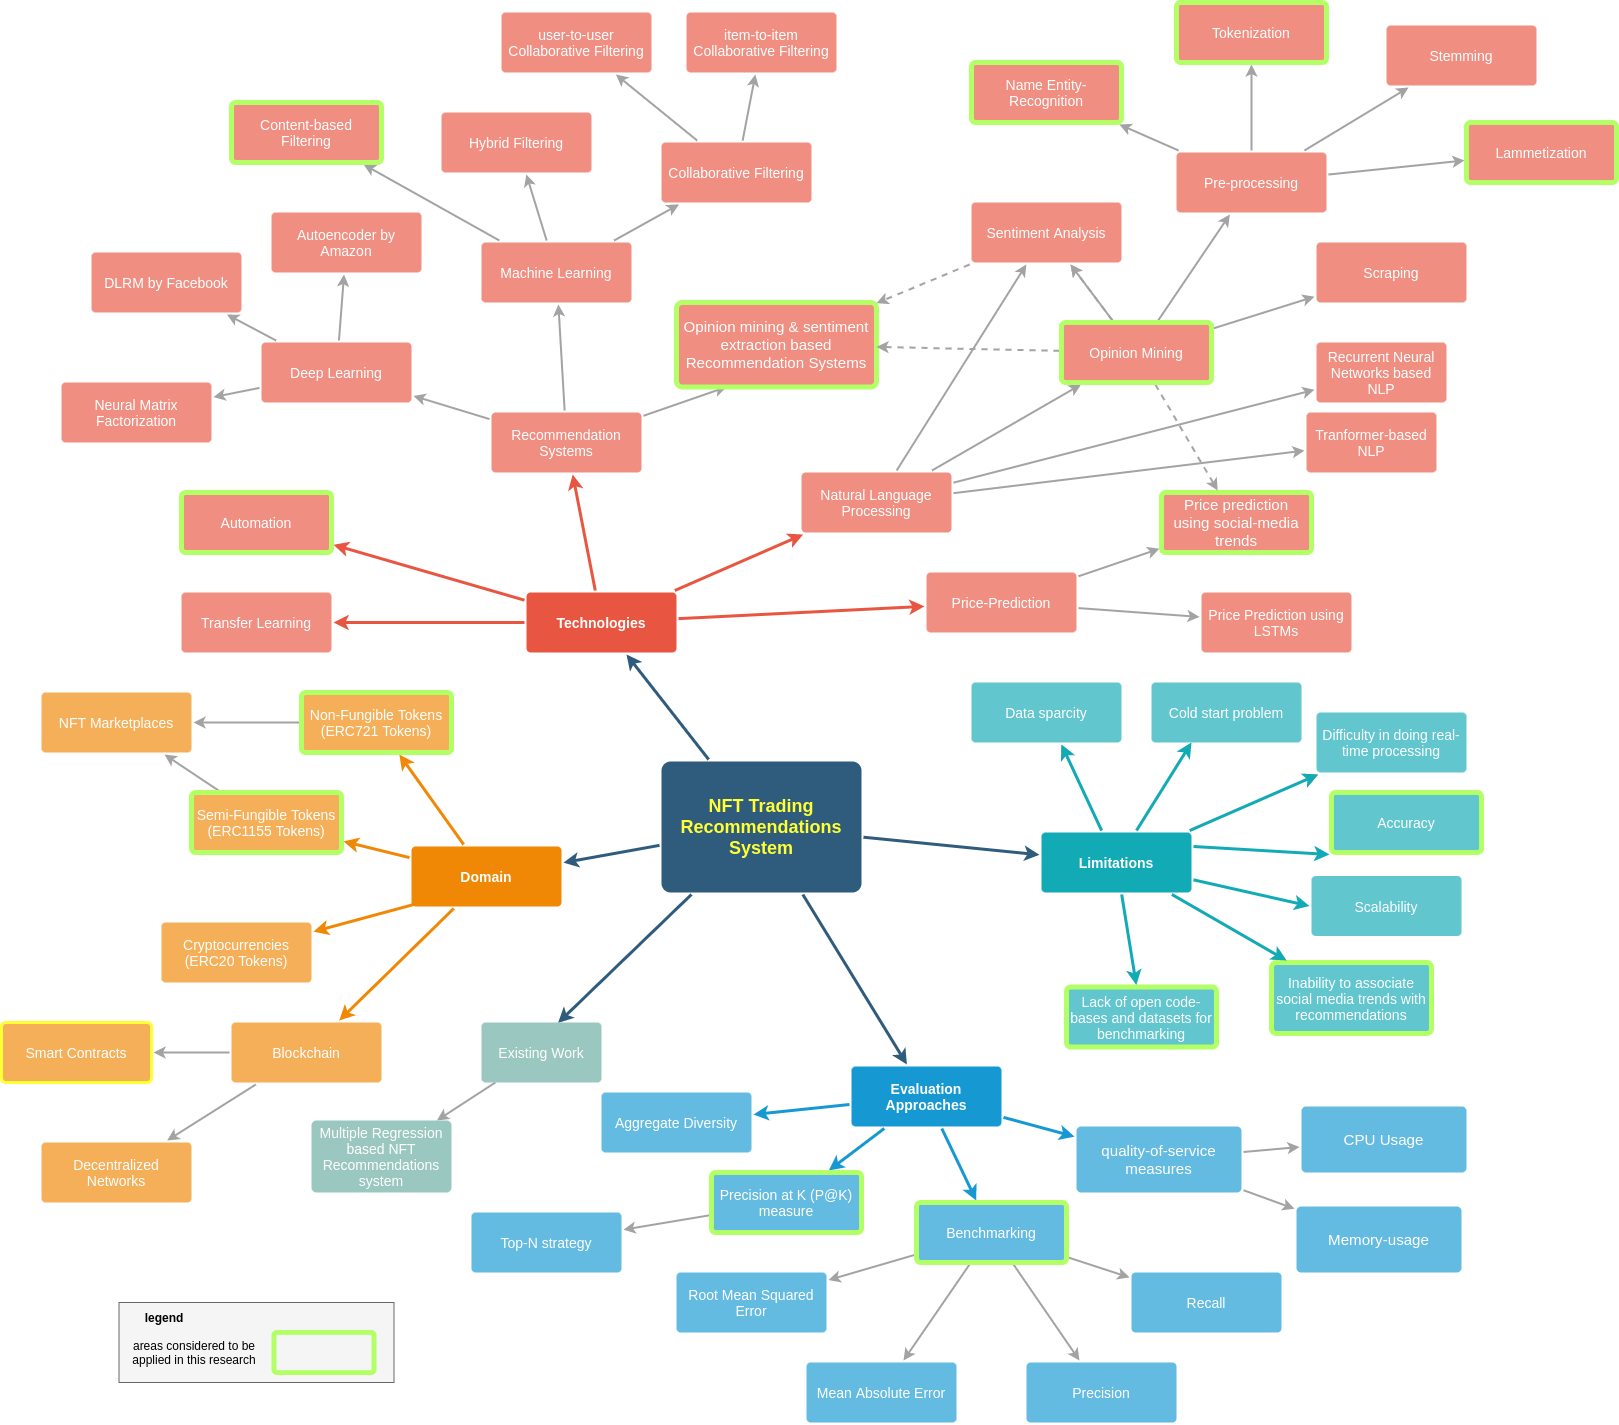 user-to-user
Collaborative Filtering
item-to-item
Collaborative Filtering
Tokenization
Stemming
Name Entity-
Recognition
Content-based
Filtering
Hybrid Filtering
Collaborative Filtering
Lammetization
Pre-processing
Autoencoder by
Amazon
Sentiment Analysis
DLRM by Facebook
Machine Learning
Scraping
Opinion mining & sentiment
extraction based
Recommendation Systems
Opinion Mining
Recurrent Neural
Networks based
NLP
Deep Learning
Neural Matrix
Factorization
Recommendation
Systems
Tranformer-based
NLP
Natural Language
Processing
Automation
Price prediction
using social-media
trends
Price-Prediction
Transfer Learning
Technologies
Price Prediction using
LSTMs
NFT Marketplaces
Non-Fungible Tokens
(ERC721 Tokens)
Data sparcity
Cold start problem
Difficulty in doing real-
time processing
Semi-Fungible Tokens
(ERC1155 Tokens)
NFT Trading
Recommendations
System
Accuracy
Domain
Limitations
Scalability
Cryptocurrencies
(ERC20 Tokens)
Lack of open code-
bases and datasets for
benchmarking
Inability to associate
social media trends with
recommendations
Smart Contracts
Blockchain
Existing Work
Evaluation
Approaches
Aggregate Diversity
Multiple Regression
based NFT
Recommendations
system
quality-of-service
measures
CPU Usage
Decentralized
Networks
Precision at K (P@K)
measure
Top-N strategy
Benchmarking
Memory-usage
Root Mean Squared
Error
Recall
Mean Absolute Error
Precision
legend
areas considered to be
applied in this research